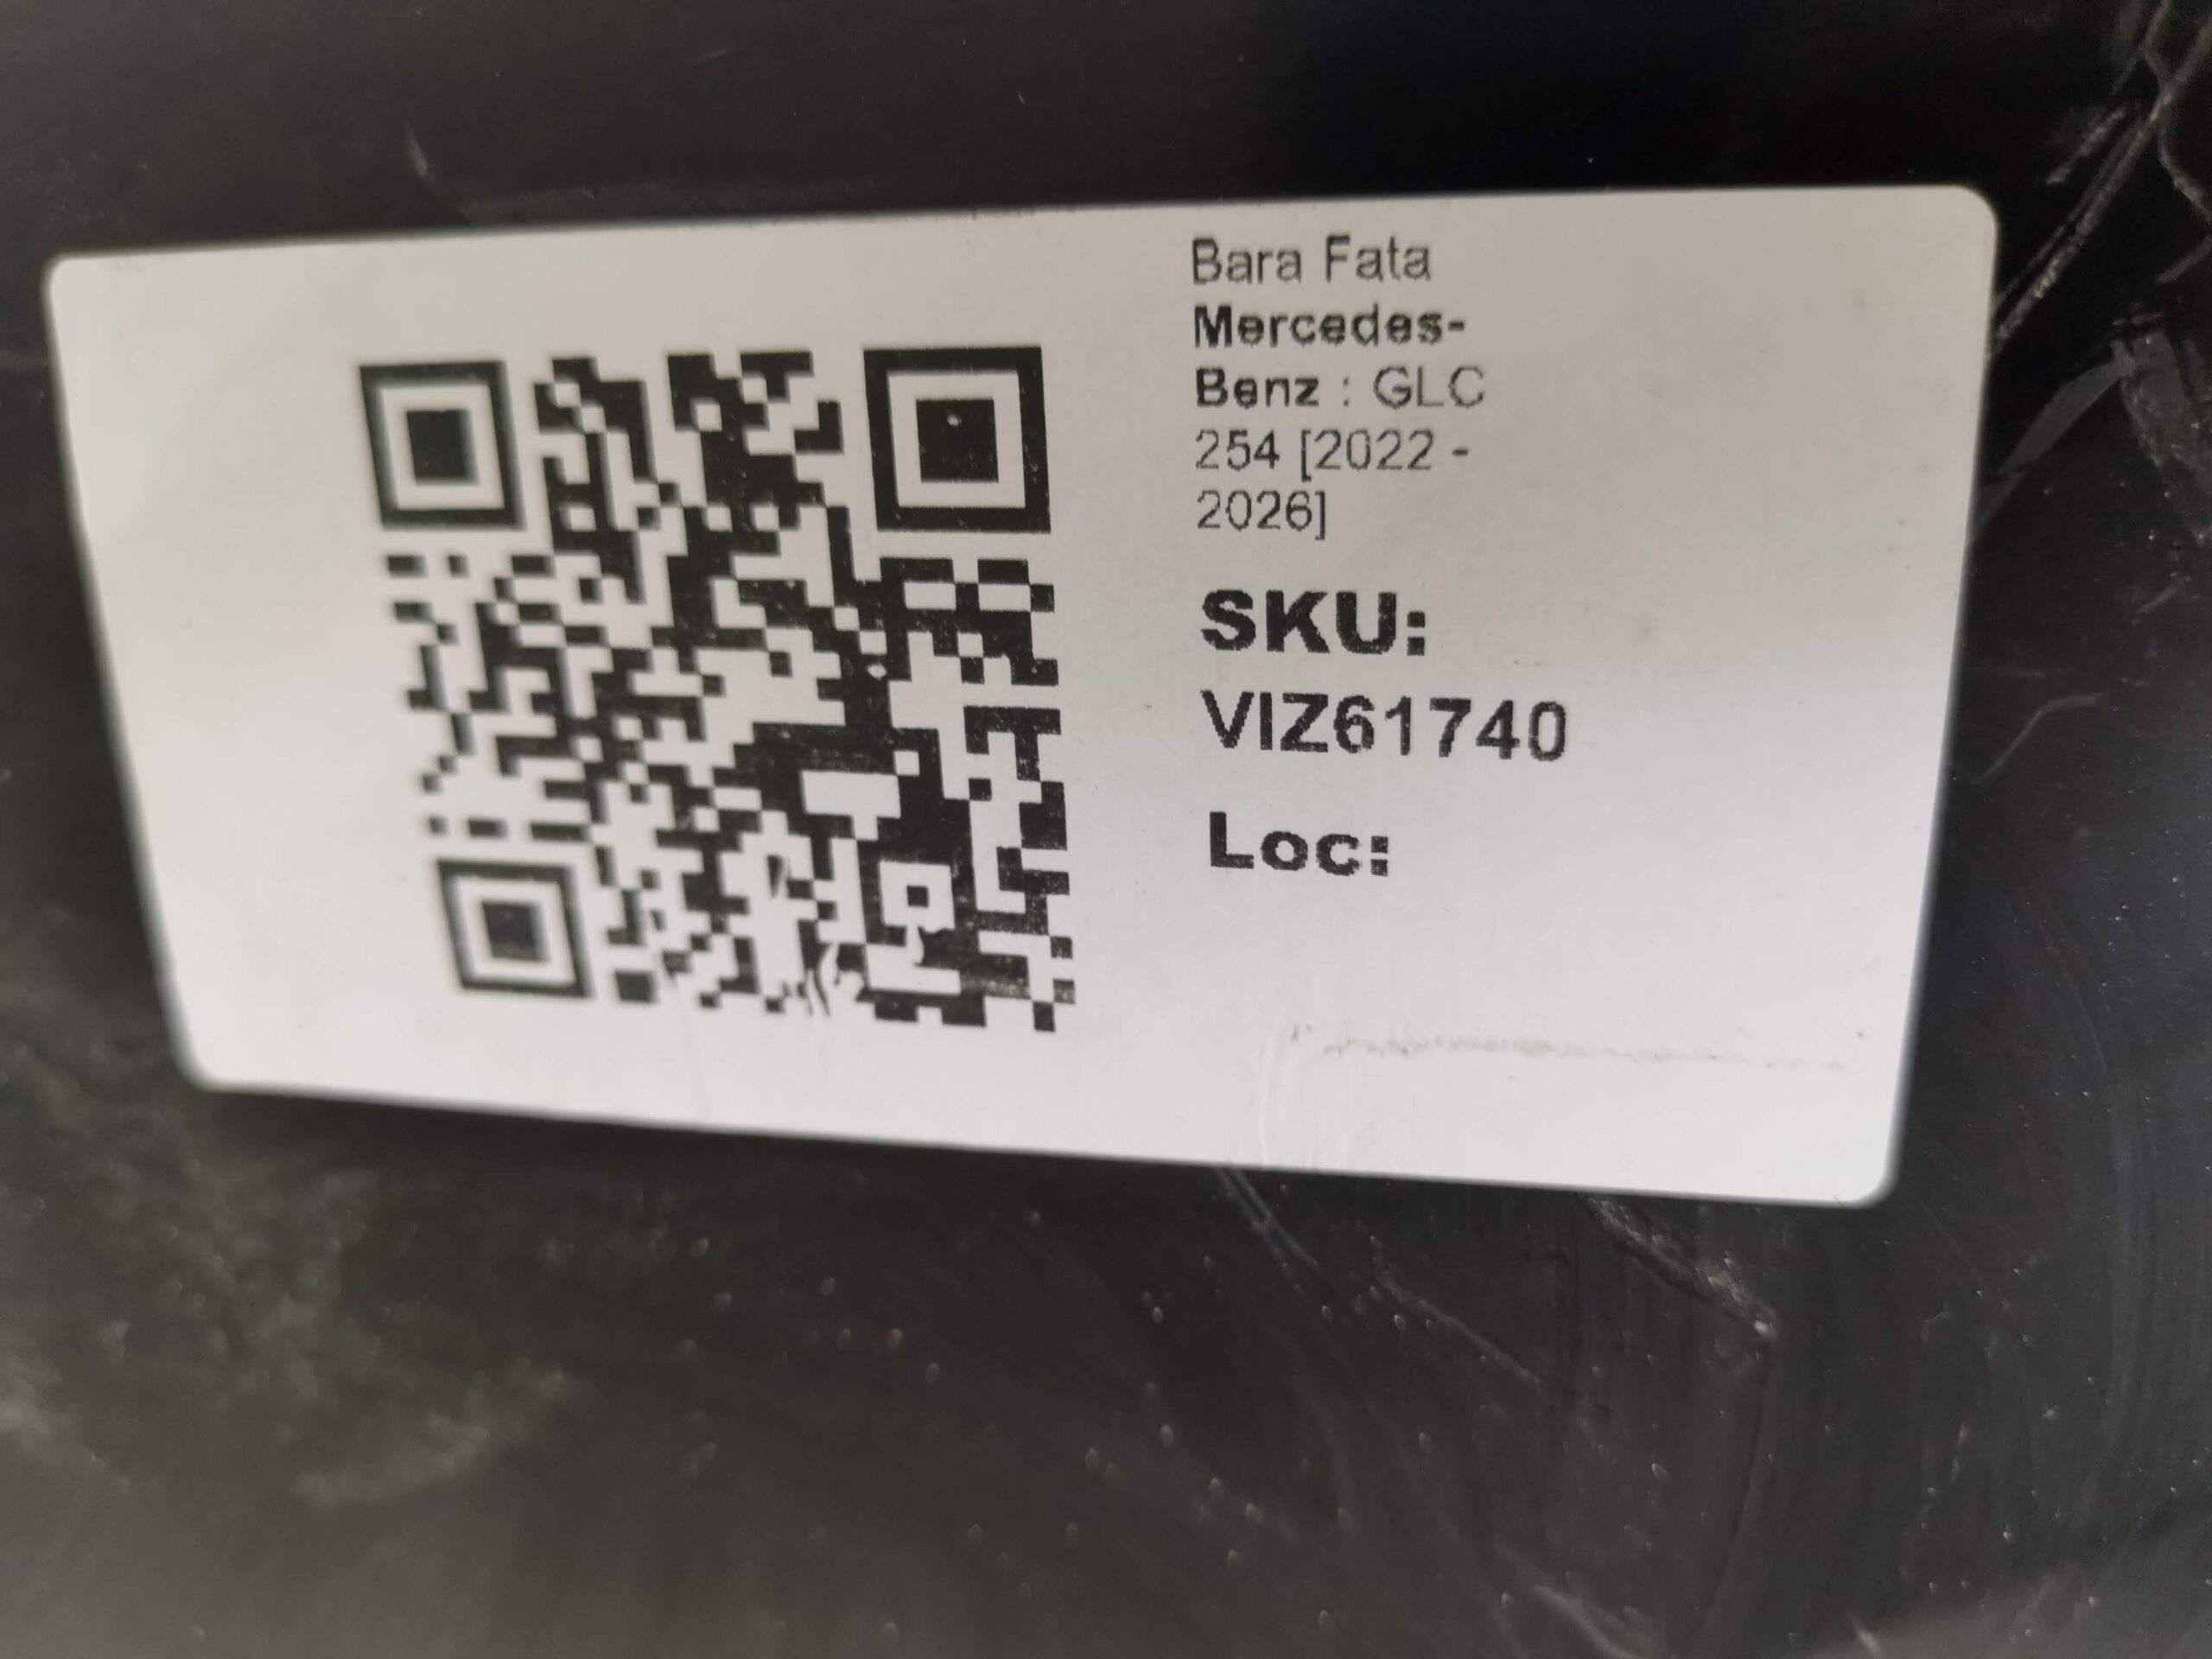 Bara Fata
Mercedes-
Benz : GLC
254 [2022 -
2026]
SKU:
VIZ61740
Loc: